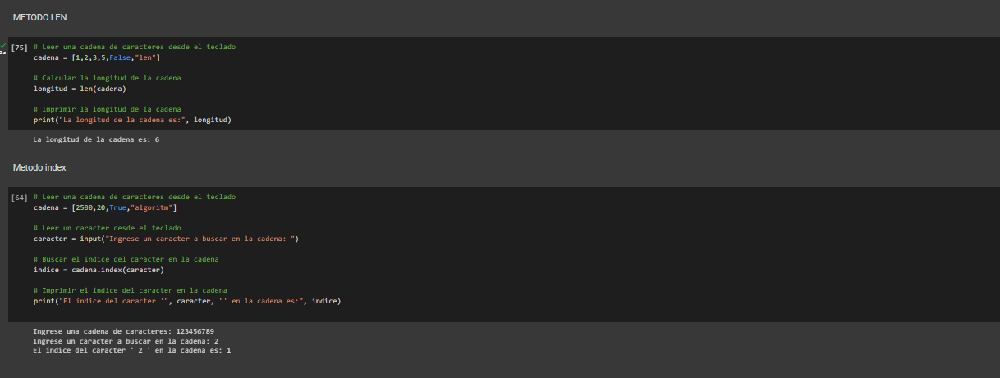 METODO LEN
[75] # Leer una cadena de caracteres desde el teclado
cadena = [1,2,3,5,False,"len"]
# Calcular la longitud de la cadena
longitud = len(cadena)
# Imprimir la longitud de la cadena
print("La longitud de la cadena es:", longitud)
La longitud de la cadena es: 6
Metodo index
[64] # Leer una cadena de caracteres desde el teclado
cadena = [2500,20,True,"algoritm"]
# Leer un caracter desde el teclado
caracter = input("Ingrese un caracter a buscar en la cadena: ")
# Buscar el índice del caracter en la cadena
indice = cadena.index(caracter)
# Imprimir el índice del caracter en la cadena
print("El índice del caracter '", caracter, "' en la cadena es:", indice)
Ingrese una cadena de caracteres: 123456789
Ingrese un caracter a buscar en la cadena: 2
El índice del caracter ' 2 ' en la cadena es: 1